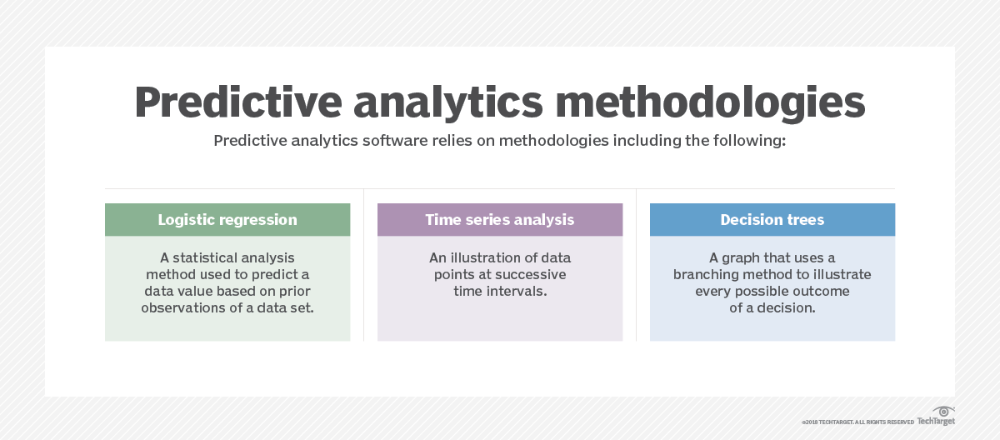 Predictive analytics methodologies
Predictive analytics software relies on methodologies including the following:
Logistic regression
A statistical analysis
method used to predict a
data value based on prior
observations of a data set.
Time series analysis
An illustration of data
points at successive
time intervals.
Decision trees
A graph that uses a
branching method to illustrate
every possible outcome
of a decision.
©2018 TECHTARGET. ALL RIGHTS RESERVED
TechTarget